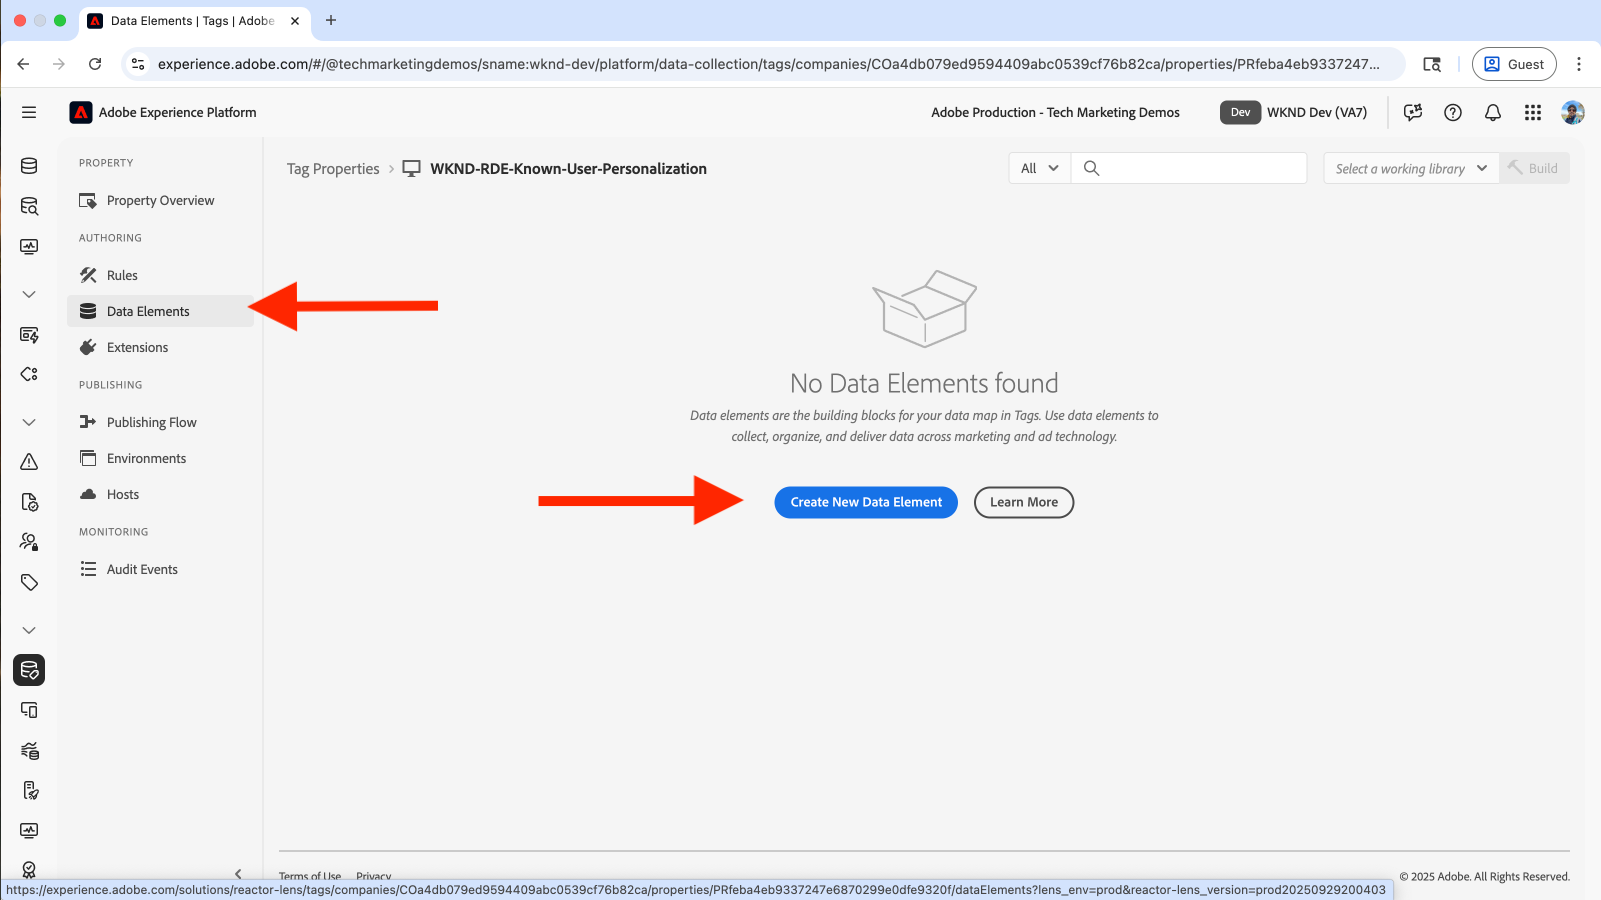 Data Elements | Tags | Adobe
experience.adobe.com/#/@techmarketingdemos/sname:wknd-dev/platform/data-collection/tags/companies/COa4db079ed9594409abc0539cf76b82ca/properties/PRfeba4eb9337247...
Guest
Adobe Experience Platform
Adobe Production - Tech Marketing Demos
Dev
WKND Dev (VA7)
PROPERTY
Property Overview
AUTHORING
Rules
Data Elements
Extensions
PUBLISHING
Publishing Flow
Environments
Hosts
MONITORING
Audit Events
Tag Properties > WKND-RDE-Known-User-Personalization
All
Select a working library
Build
No Data Elements found
Data elements are the building blocks for your data map in Tags. Use data elements to
collect, organize, and deliver data across marketing and ad technology.
Create New Data Element
Learn More
Terms of Use
Privacy
© 2025 Adobe. All Rights Reserved.
https://experience.adobe.com/solutions/reactor-lens/tags/companies/COa4db079ed9594409abc0539cf76b82ca/properties/PRfeba4eb9337247e6870299e0dfe9320f/dataElements?lens_env=prod&reactor-lens_version=prod20250929200403